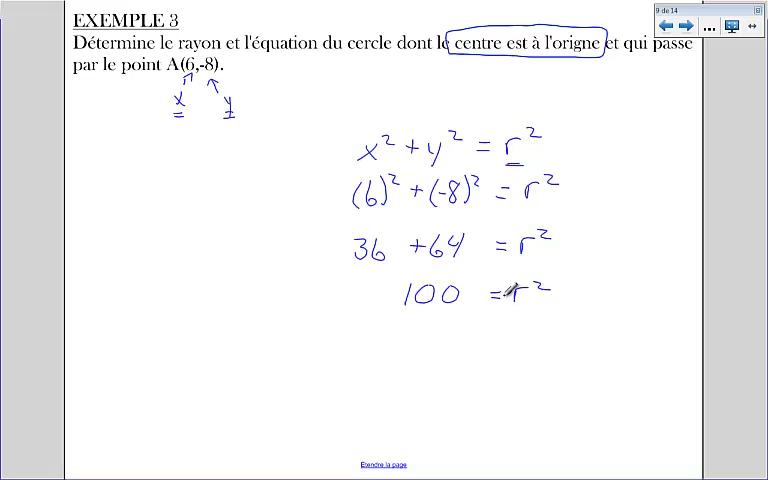 9 de 14
EXEMPLE 3
Détermine le rayon et l'équation du cercle dont le centre est à l'origne et qui passe
par le point A(6,-8).
x y
x² + y² = r²
(6)² + (-8)² = r²
36 + 64 = r²
100 = r²
Étendre la page